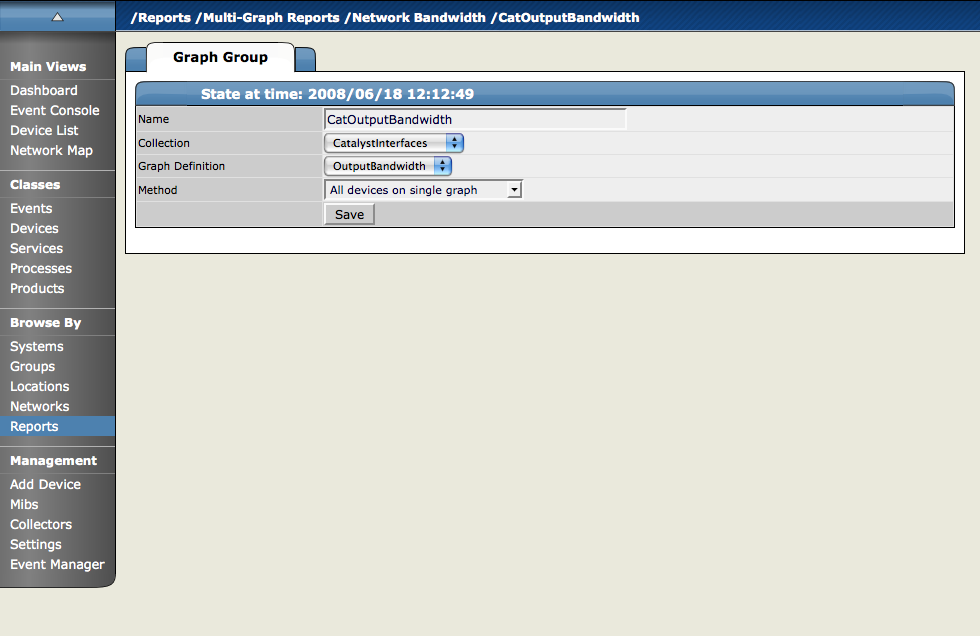 /Reports /Multi-Graph Reports /Network Bandwidth /CatOutputBandwidth
Main Views
Dashboard
Event Console
Device List
Network Map
Classes
Events
Devices
Services
Processes
Products
Browse By
Systems
Groups
Locations
Networks
Reports
Management
Add Device
Mibs
Collectors
Settings
Event Manager
Graph Group
State at time: 2008/06/18 12:12:49
Name CatOutputBandwidth
Collection CatalystInterfaces
Graph Definition OutputBandwidth
Method All devices on single graph
Save